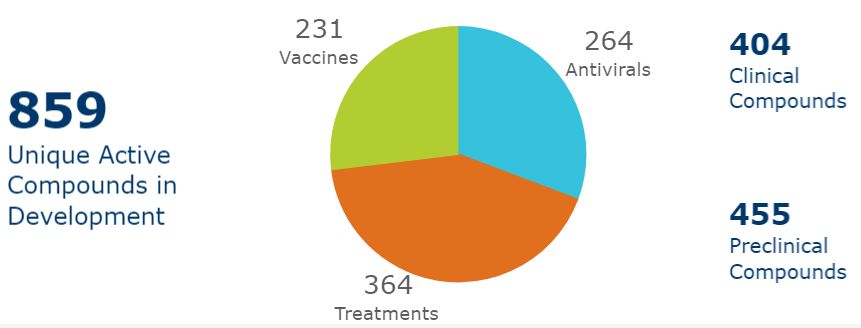 859
Unique Active
Compounds in
Development
231
Vaccines
264
Antivirals
364
Treatments
404
Clinical
Compounds
455
Preclinical
Compounds